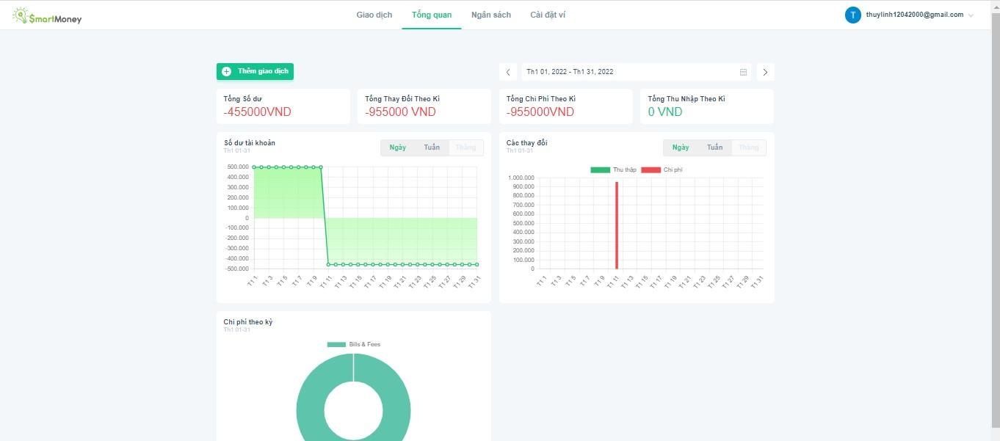 $martMoney
Giao dịch Tổng quan Ngân sách Cài đặt ví
T thuylinh12042000@gmail.com
Thêm giao dịch
Th1 01, 2022 - Th1 31, 2022
Tổng Số dư
-455000VND
Tổng Thay Đổi Theo Kì
-955000 VND
Tổng Chi Phí Theo Kì
-955000VND
Tổng Thu Nhập Theo Kì
0 VND
Số dư tài khoản
Th1 01-31
Ngày Tuần Tháng
500.000
400.000
300.000
200.000
100.000
0
-100.000
-200.000
-300.000
-400.000
-500.000
T1 1 T1 3 T1 5 T1 7 T1 9 T1 11 T1 13 T1 15 T1 17 T1 19 T1 21 T1 23 T1 25 T1 27 T1 29 T1 31
Các thay đổi
Th1 01-31
Ngày Tuần Tháng
Thu thập Chi phí
1.000.000
900.000
800.000
700.000
600.000
500.000
400.000
300.000
200.000
100.000
0
T1 1 T1 3 T1 5 T1 7 T1 9 T1 11 T1 13 T1 15 T1 17 T1 19 T1 21 T1 23 T1 25 T1 27 T1 29 T1 31
Chi phí theo kỳ
Th1 01-31
Bills & Fees